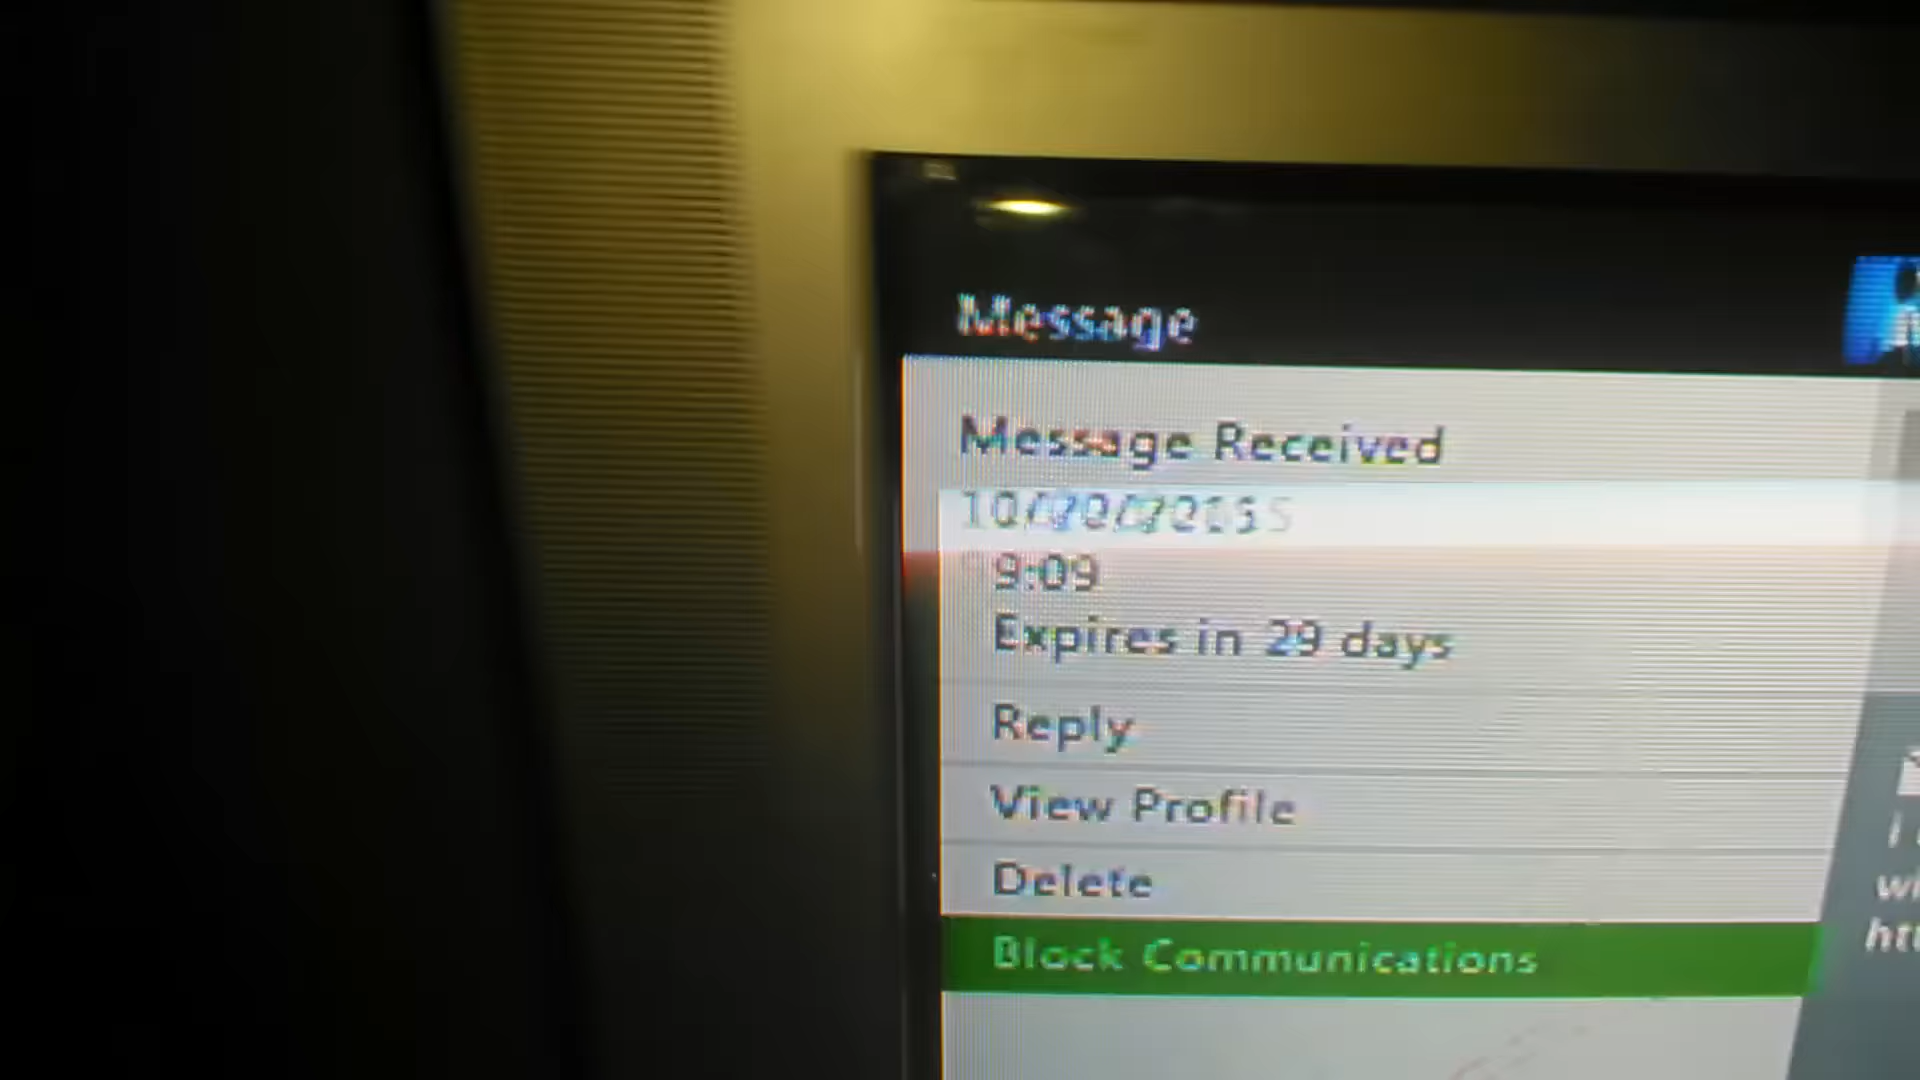 Message
Message Received
9:09
Expires in 29 days
Reply
View Profile
Delete
Block Communications